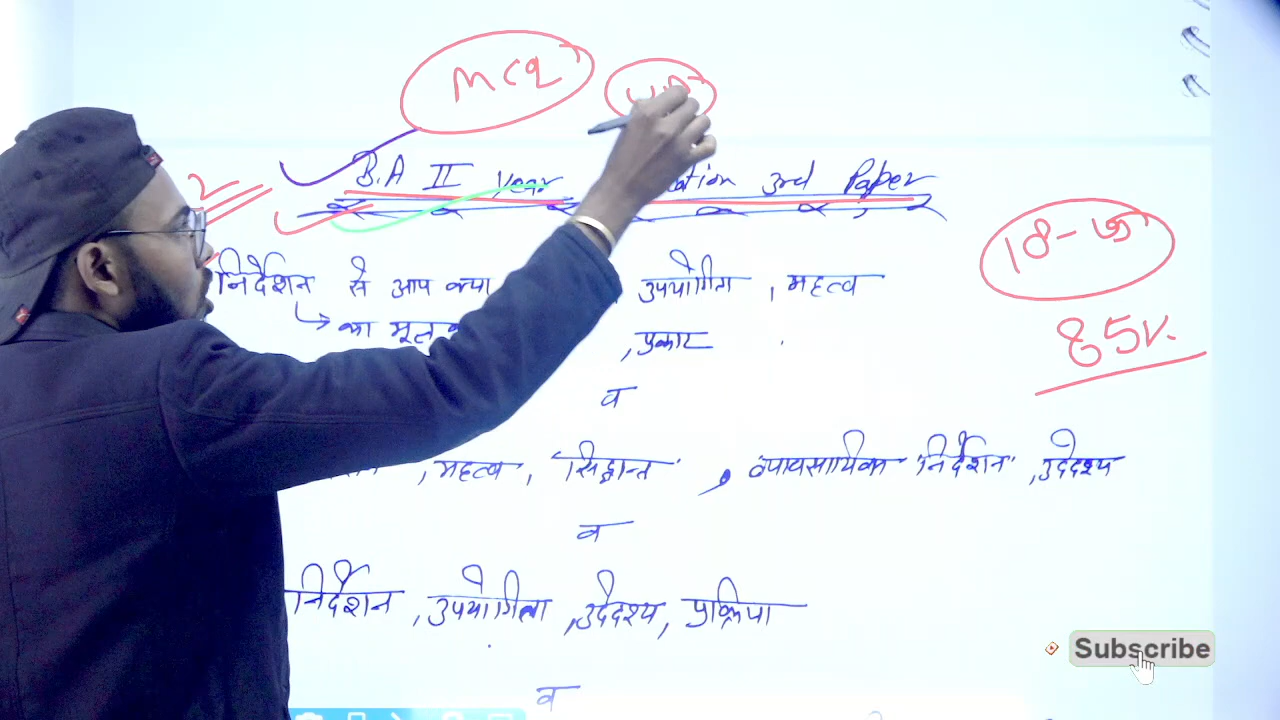 MCQ
B.A II Year 3rd Paper
निर्देशन से आप क्या उपयोगिता , महत्व
का , प्रकार
85%
व
, महत्व , 'सिद्धान्त' , व्यावसायिक 'निर्देशन' , उद्देश्य
व
निर्देशन , उपयोगिता , उद्देश्य , प्रक्रिया
व
Subscribe